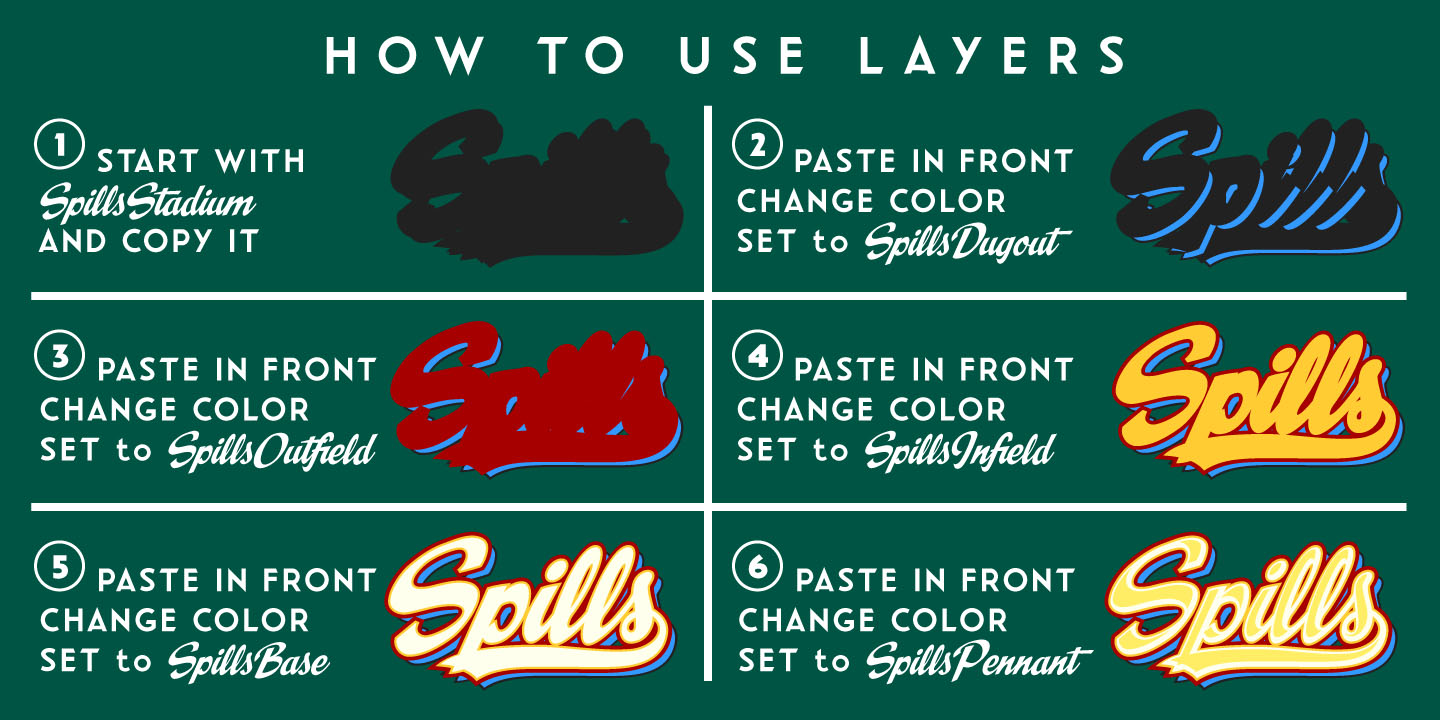 HOW TO USE LAYERS
1 START WITH
SpillsStadium
AND COPY IT
Spills
2 PASTE IN FRONT
CHANGE COLOR
SET to SpillsDugout
Spills
3 PASTE IN FRONT
CHANGE COLOR
SET to SpillsOutfield
Spills
4 PASTE IN FRONT
CHANGE COLOR
SET to SpillsInfield
Spills
5 PASTE IN FRONT
CHANGE COLOR
SET to SpillsBase
Spills
6 PASTE IN FRONT
CHANGE COLOR
SET to SpillsPennant
Spills